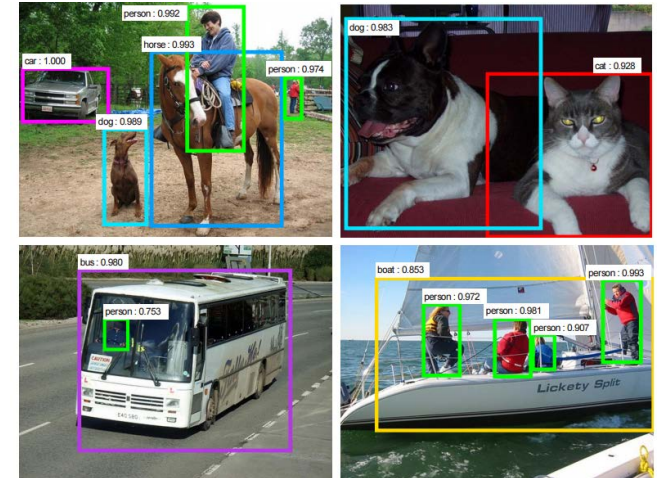 person : 0.992
horse : 0.993
car : 1.000
person : 0.974
dog : 0.989
dog : 0.983
cat : 0.928
bus : 0.980
person : 0.753
CAUTION
boat : 0.853
person : 0.993
person : 0.972
person : 0.981
person : 0.907
Lickety Split